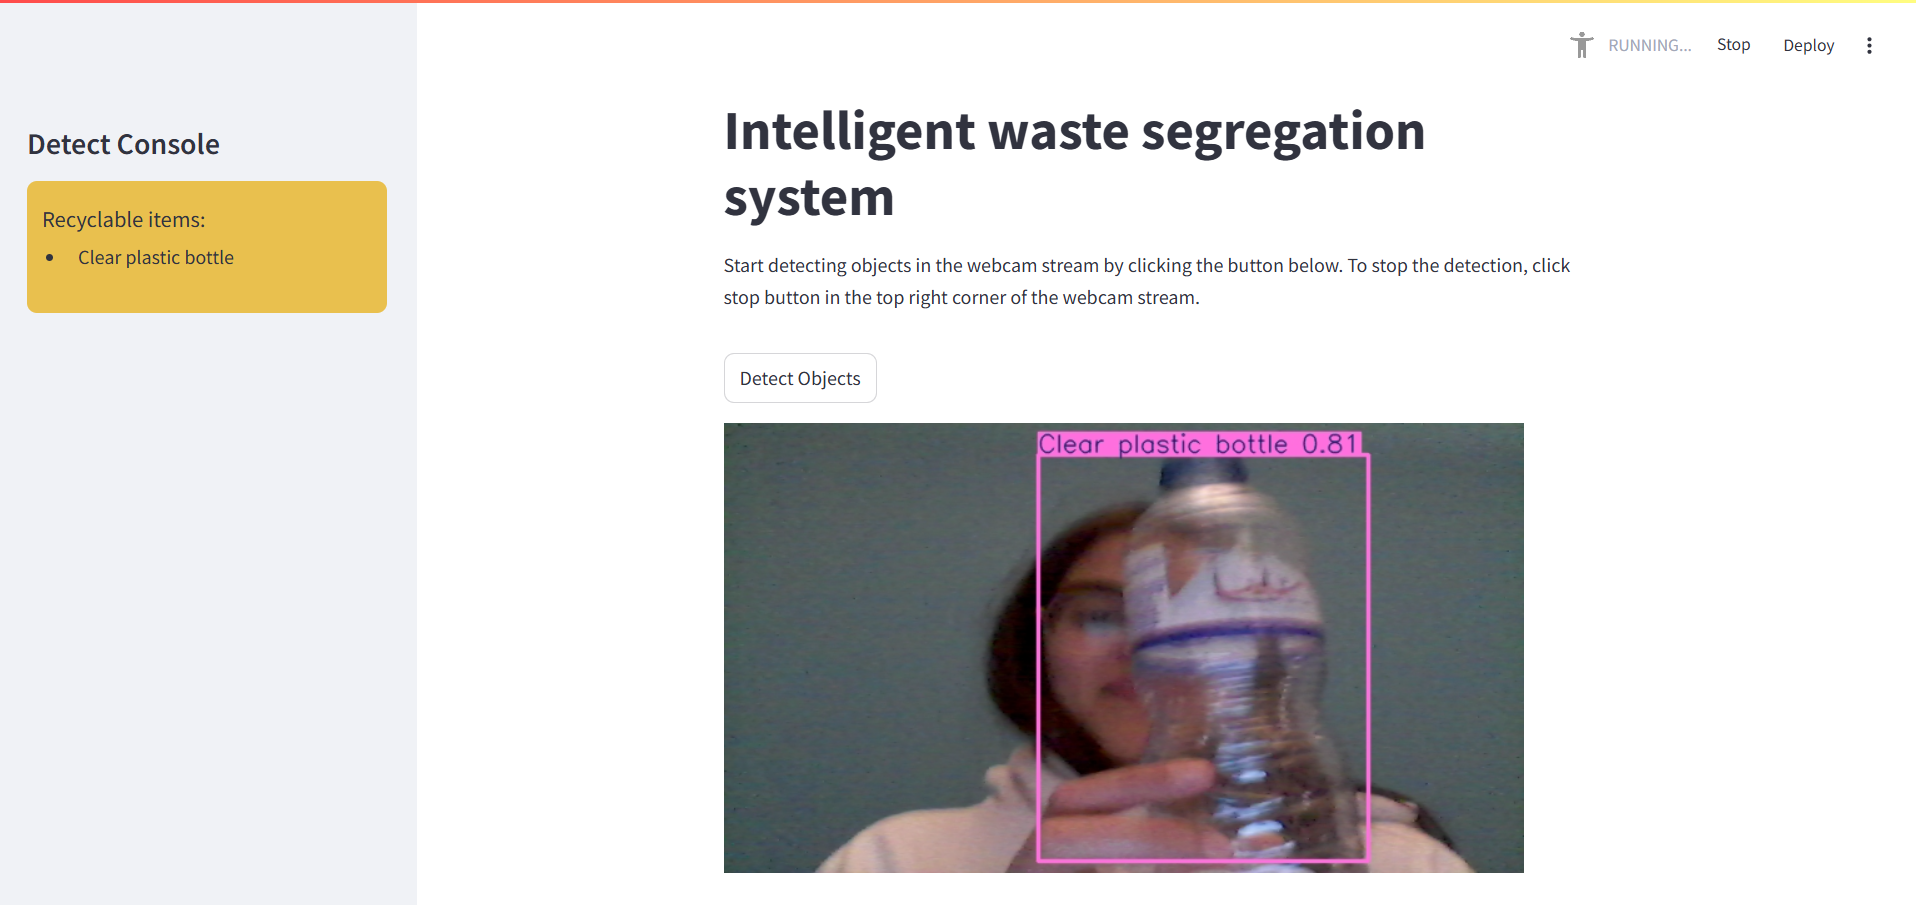 RUNNING...
Stop
Deploy
Detect Console
Recyclable items:
Clear plastic bottle
Intelligent waste segregation
system
Start detecting objects in the webcam stream by clicking the button below. To stop the detection, click
stop button in the top right corner of the webcam stream.
Detect Objects
Clear plastic bottle 0.81